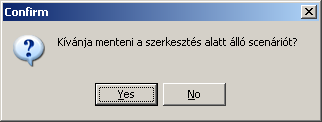 Confirm
Kívánja menteni a szerkesztés alatt álló scenáriót?
Yes No